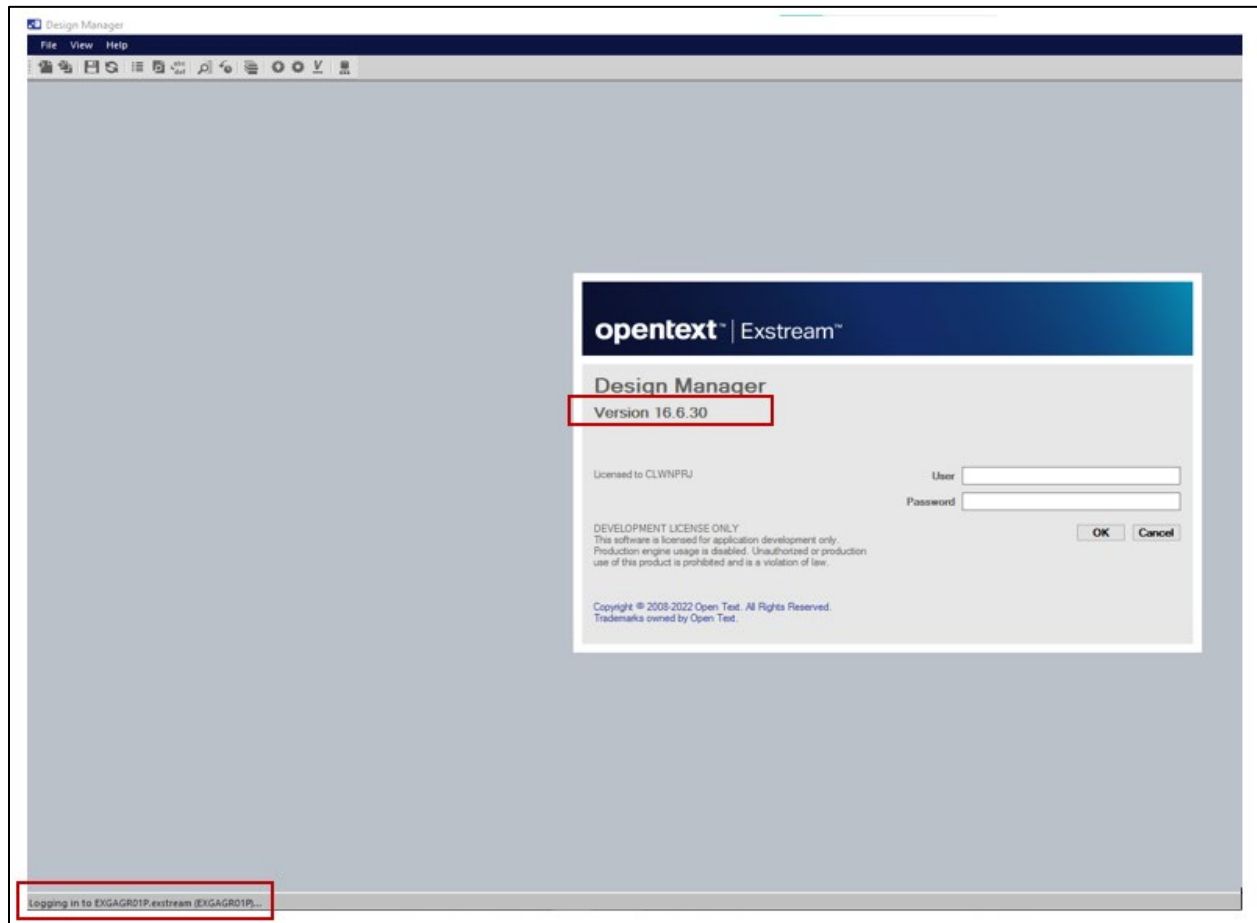 Design Manager
File View Help
opentext™ | Exstream™
Design Manager
Version 16.6.30
Licensed to CLWNPRJ
User
Password
DEVELOPMENT LICENSE ONLY
This software is licensed for application development only.
Production engine usage is disabled. Unauthorized or production
use of this product is prohibited and is a violation of law.
OK Cancel
Copyright © 2008-2022 Open Text. All Rights Reserved.
Trademarks owned by Open Text.
Logging in to EXGAGR01P.exstream (EXGAGR01P)...